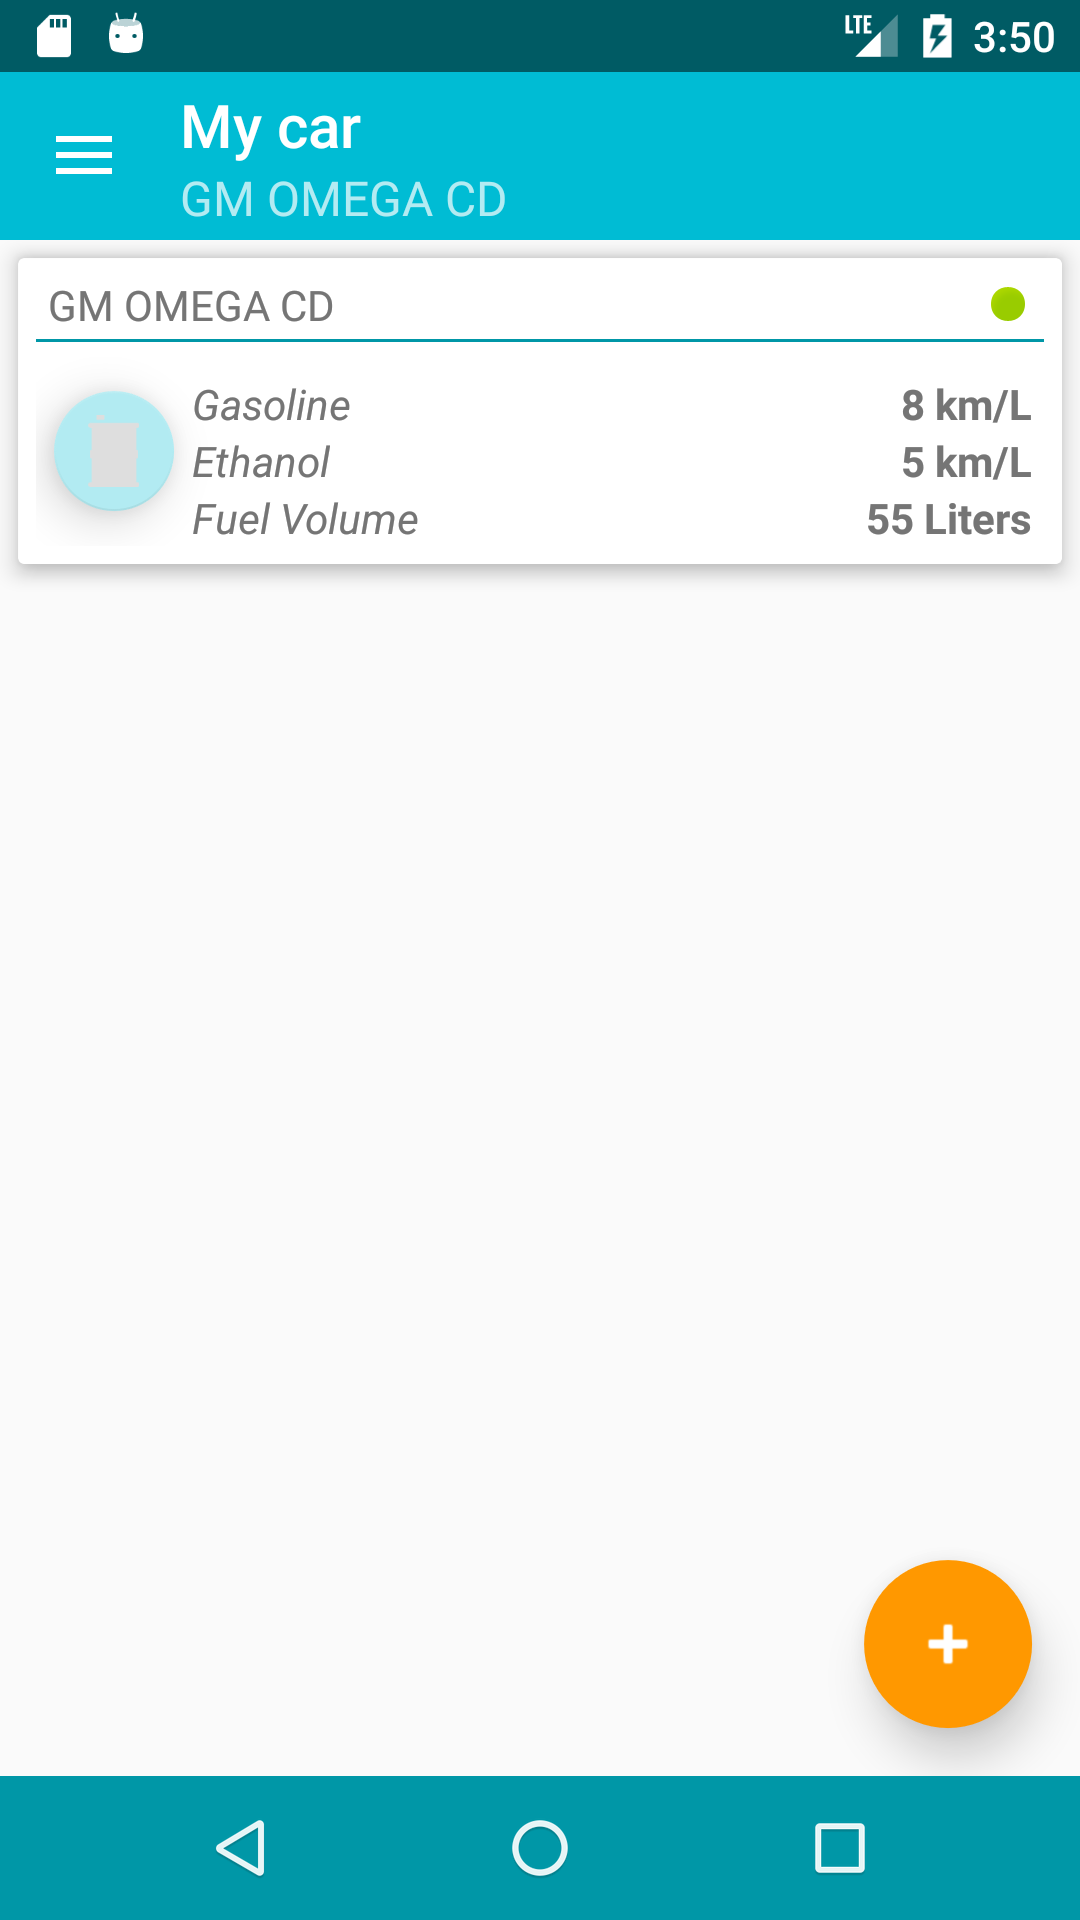 LTE 3:50
My car
GM OMEGA CD
GM OMEGA CD
Gasoline 8 km/L
Ethanol 5 km/L
Fuel Volume 55 Liters